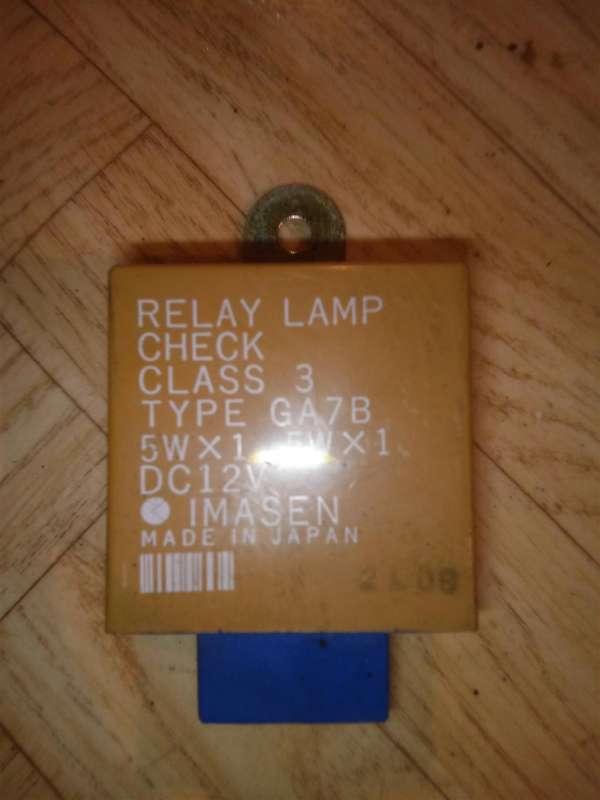 RELAY LAMP
CHECK
CLASS 3
TYPE GA7B
5W×1 5W×1
DC12V
IMASEN
MADE IN JAPAN